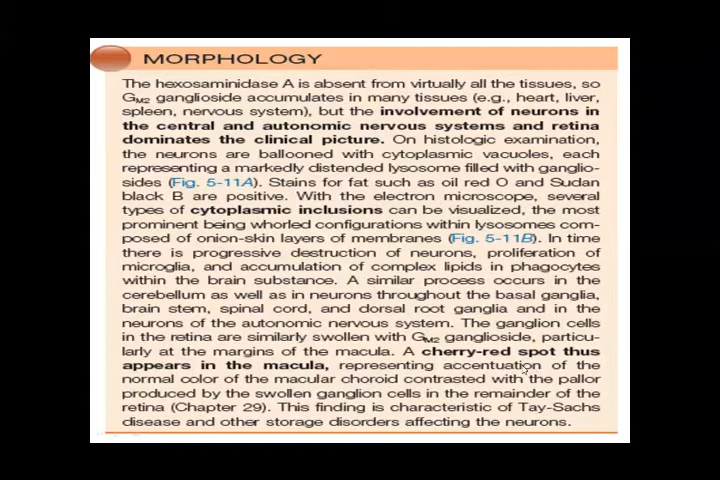 MORPHOLOGY
The hexosaminidase A is absent from virtually all the tissues, so
GM2 ganglioside accumulates in many tissues (e.g., heart, liver,
spleen, nervous system), but the involvement of neurons in
the central and autonomic nervous systems and retina
dominates the clinical picture. On histologic examination,
the neurons are ballooned with cytoplasmic vacuoles, each
representing a markedly distended lysosome filled with ganglio-
sides (Fig. 5-11A). Stains for fat such as oil red O and Sudan
black B are positive. With the electron microscope, several
types of cytoplasmic inclusions can be visualized, the most
prominent being whorled configurations within lysosomes com-
posed of onion-skin layers of membranes (Fig. 5-11B). In time
there is progressive destruction of neurons, proliferation of
microglia, and accumulation of complex lipids in phagocytes
within the brain substance. A similar process occurs in the
cerebellum as well as in neurons throughout the basal ganglia,
brain stem, spinal cord, and dorsal root ganglia and in the
neurons of the autonomic nervous system. The ganglion cells
in the retina are similarly swollen with GM2 ganglioside, particu-
larly at the margins of the macula. A cherry-red spot thus
appears in the macula, representing accentuation of the
normal color of the macular choroid contrasted with the pallor
produced by the swollen ganglion cells in the remainder of the
retina (Chapter 29). This finding is characteristic of Tay-Sachs
disease and other storage disorders affecting the neurons.